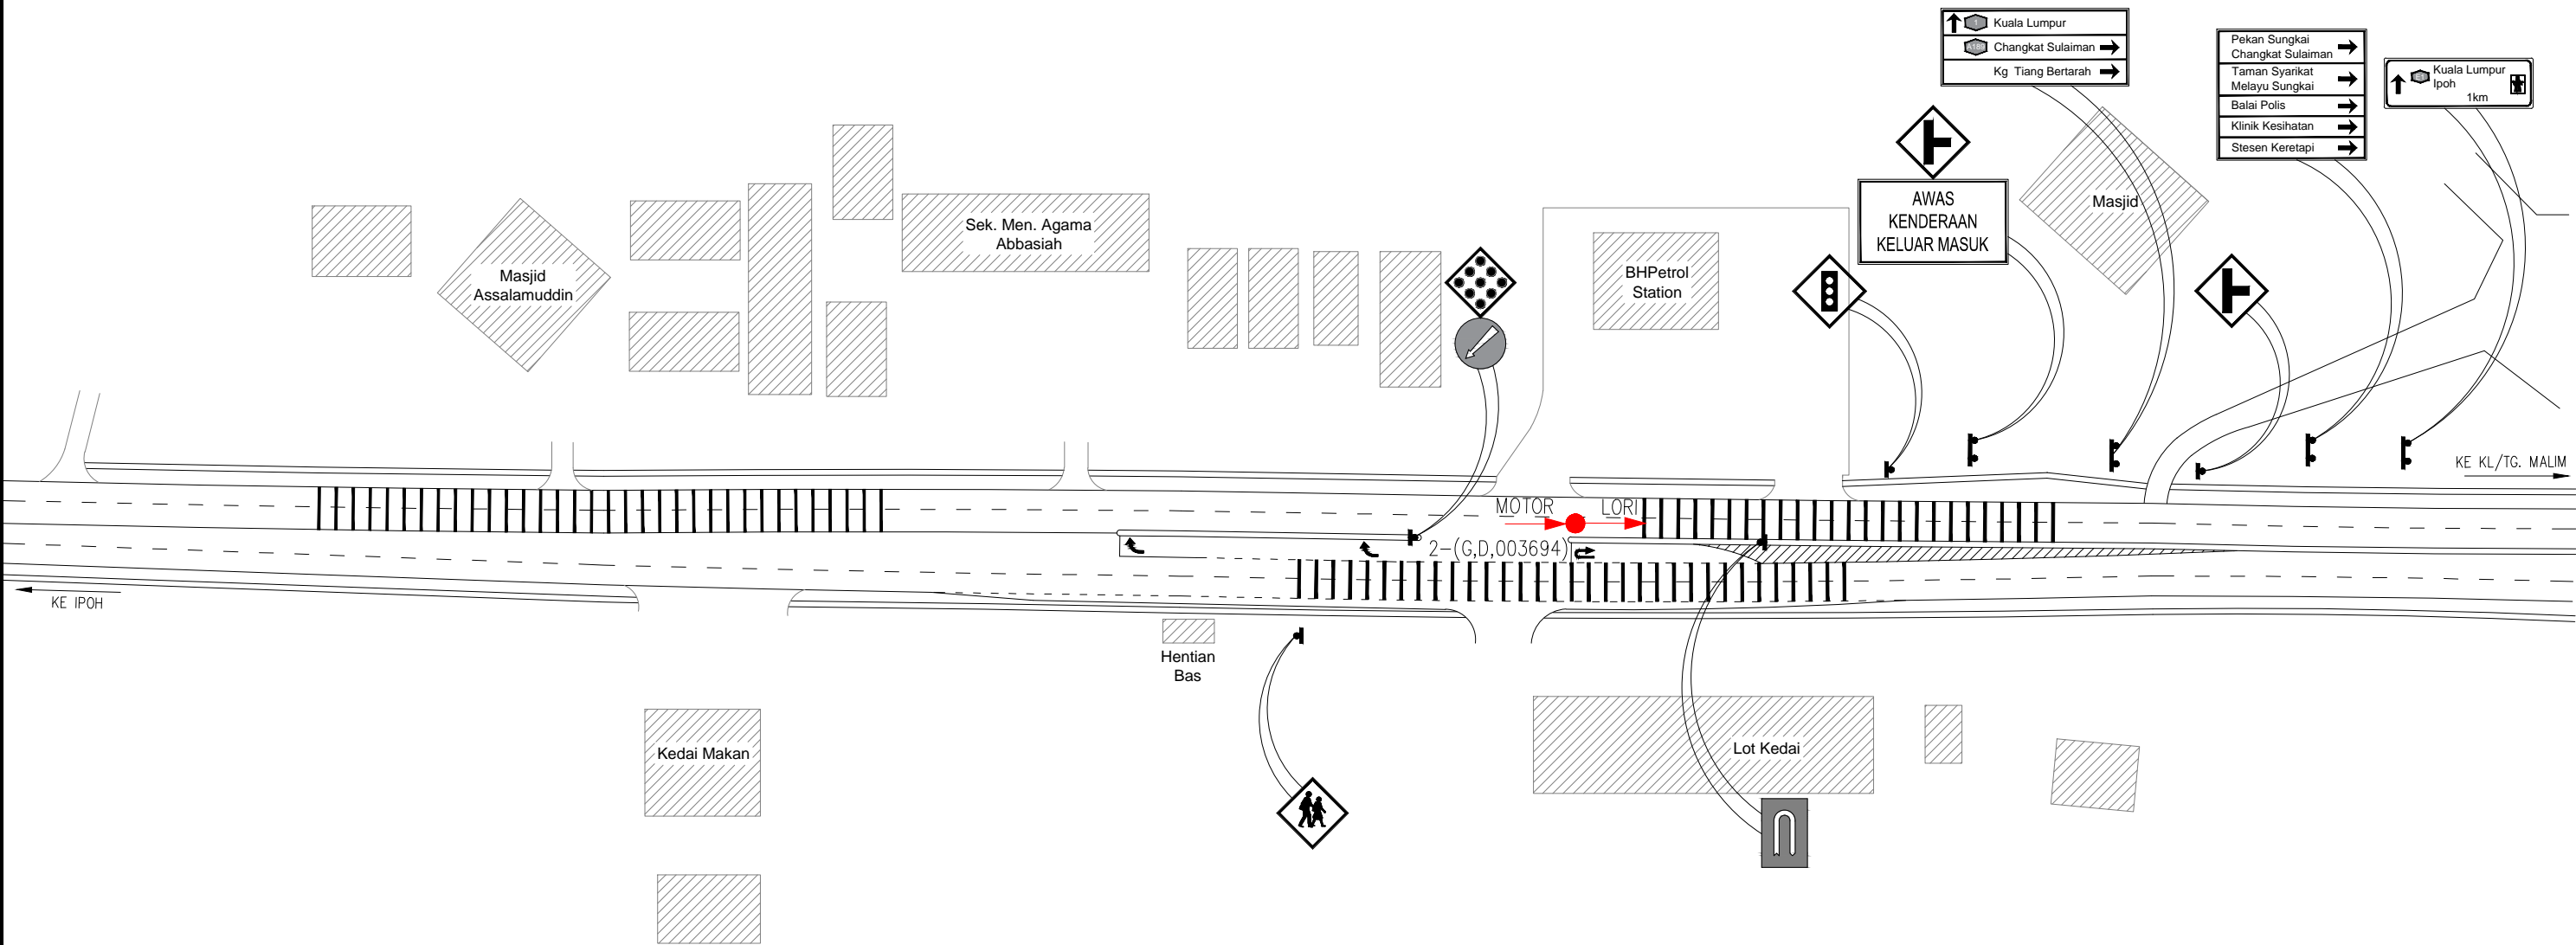 1
Kuala Lumpur
A189
Changkat Sulaiman
Kg Tiang Bertarah
Pekan Sungkai
Changkat Sulaiman
Taman Syarikat
Melayu Sungkai
Balai Polis
Klinik Kesihatan
Stesen Keretapi
Kuala Lumpur
Ipoh
1km
AWAS
KENDERAAN
KELUAR MASUK
Masjid
Sek. Men. Agama
Abbasiah
Masjid
Assalamuddin
BHPetrol
Station
KE KL/TG. MALIM
MOTOR
LORI
2-(G,D,003694)
KE IPOH
Hentian
Bas
Kedai Makan
Lot Kedai